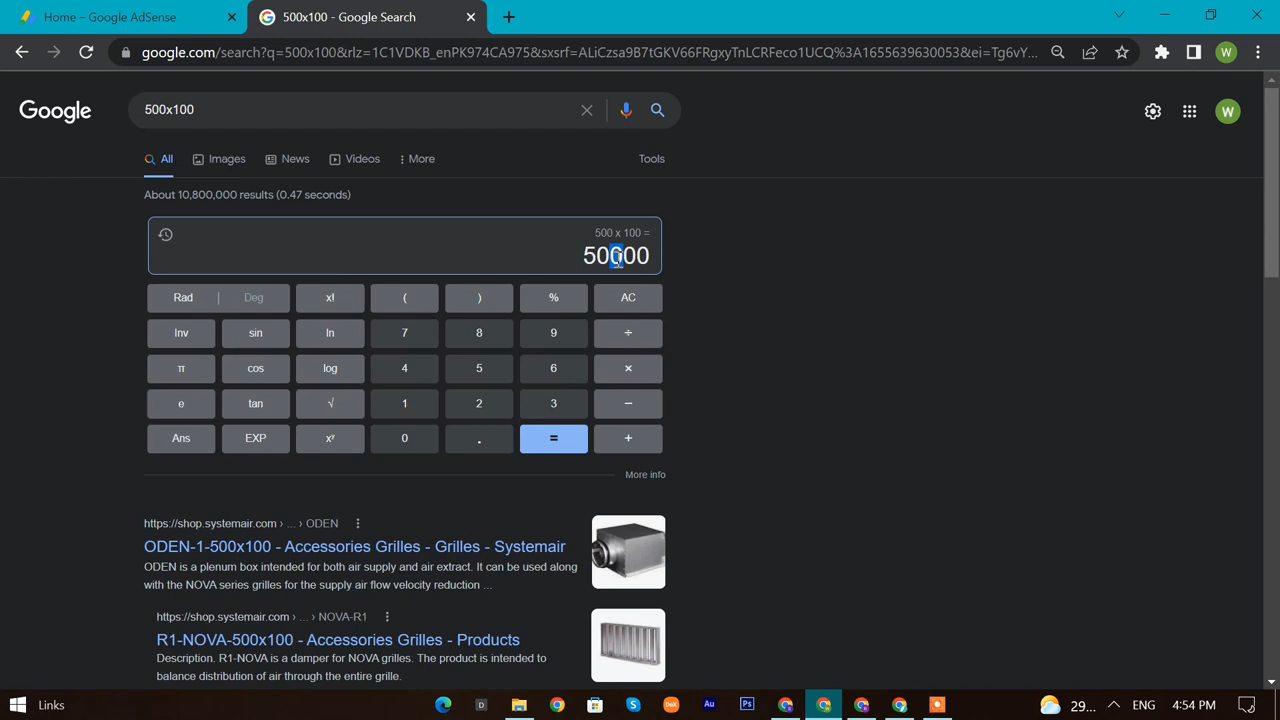 Home – Google AdSense
500x100 - Google Search
google.com/search?q=500x100&rlz=1C1VDKB_enPK974CA975&sxsrf=ALiCzsa9B7tGKV66FRgxyTnLCRFeco1UCQ%3A1655639630053&ei=Tg6vY...
W
Google
500x100
W
All
Images
News
Videos
More
Tools
About 10,800,000 results (0.47 seconds)
500 x 100 =
50000
Rad | Deg x! ( ) % AC
Inv sin ln 7 8 9 ÷
π cos log 4 5 6 ×
e tan √ 1 2 3 −
Ans EXP xʸ 0 . = +
More info
https://shop.systemair.com › ... › ODEN
ODEN-1-500x100 - Accessories Grilles - Grilles - Systemair
ODEN is a plenum box intended for both air supply and air extract. It can be used along
with the NOVA series grilles for the supply air flow velocity reduction ...
https://shop.systemair.com › ... › NOVA-R1
R1-NOVA-500x100 - Accessories Grilles - Products
Description. R1-NOVA is a damper for NOVA grilles. The product is intended to
balance distribution of air through the entire grille.
Links
D
S
DeX
Au
Ps
29...
ENG
4:54 PM